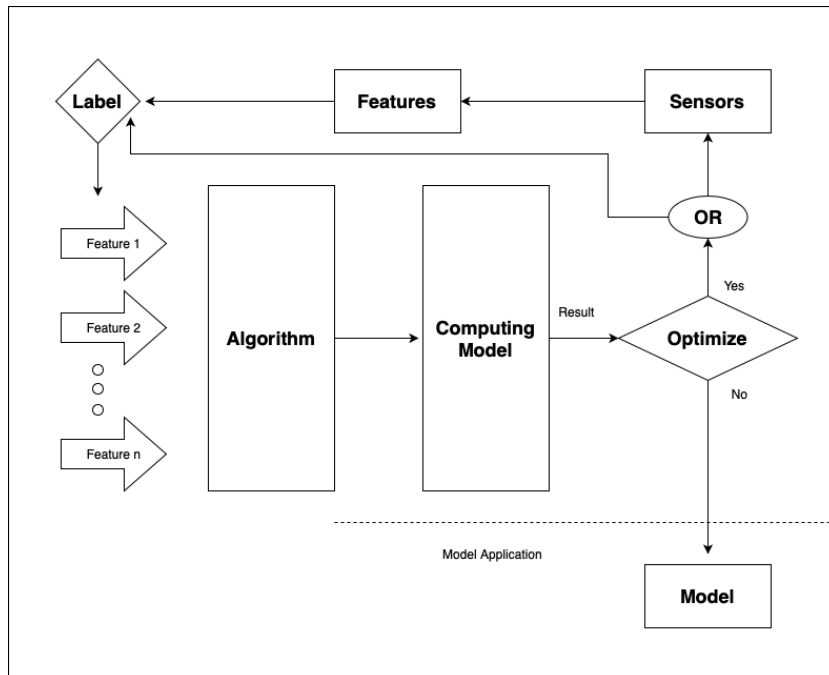 Label
Features
Sensors
OR
Feature 1
Yes
Feature 2
Algorithm
Computing
Model
Result
Optimize
No
Feature n
Model Application
Model